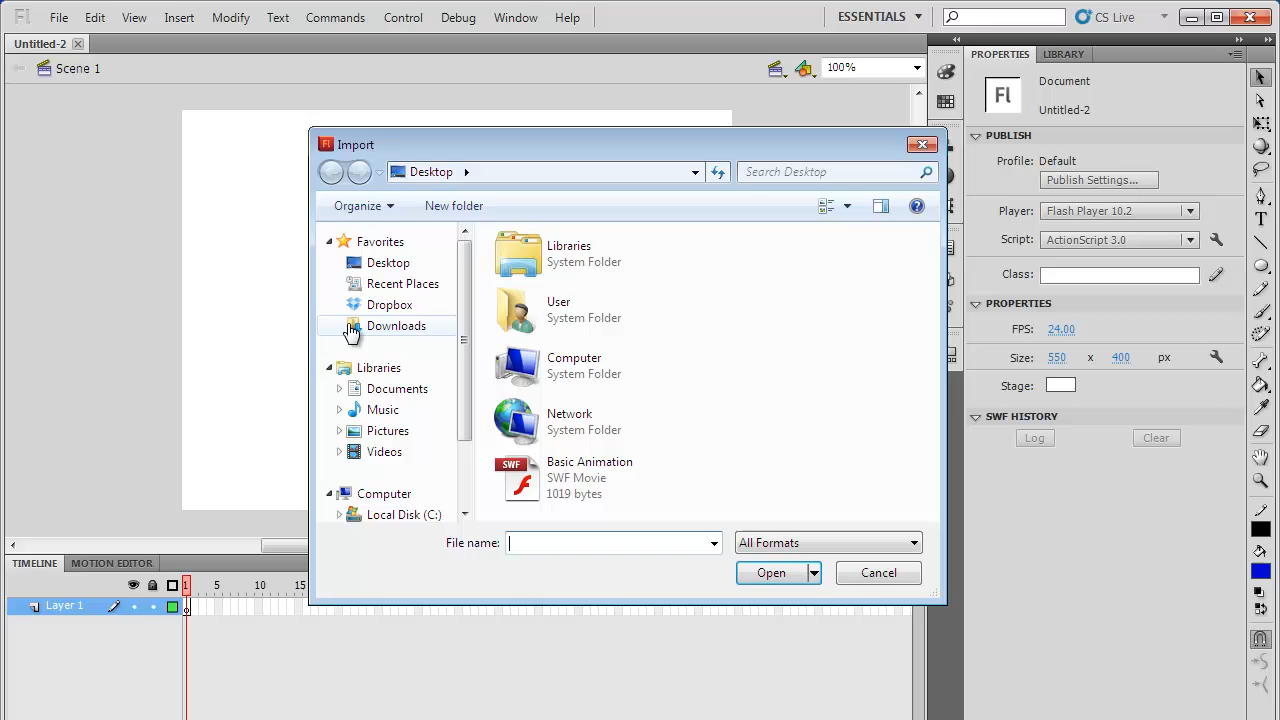 Fl File Edit View Insert Modify Text Commands Control Debug Window Help ESSENTIALS CS Live
Untitled-2
Scene 1 100%
Import
Desktop Search Desktop
Organize New folder
Favorites
Desktop
Recent Places
Dropbox
Downloads
Libraries
Documents
Music
Pictures
Videos
Computer
Local Disk (C:)
Libraries
System Folder
User
System Folder
Computer
System Folder
Network
System Folder
SWF
Basic Animation
SWF Movie
1019 bytes
File name: All Formats
Open Cancel
PROPERTIES LIBRARY
Fl
Document
Untitled-2
PUBLISH
Profile: Default
Publish Settings...
Player: Flash Player 10.2
Script: ActionScript 3.0
Class:
PROPERTIES
FPS: 24.00
Size: 550 x 400 px
Stage:
SWF HISTORY
Log Clear
TIMELINE MOTION EDITOR
1 5 10 15
Layer 1